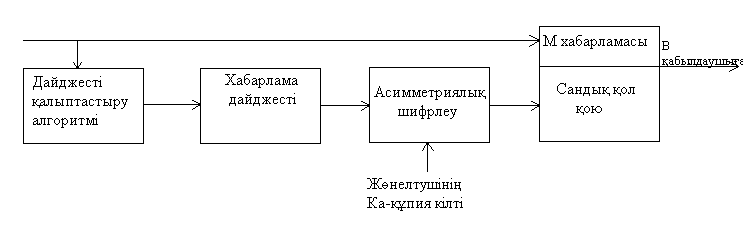 М хабарламасы
В
қабылдаушыға
Дайджесті
қалыптастыру
алгоритмі
Хабарлама
дайджесті
Асимметриялық
шифрлеу
Сандық қол
қою
Жөнелтушінің
Ка-құпия кілті